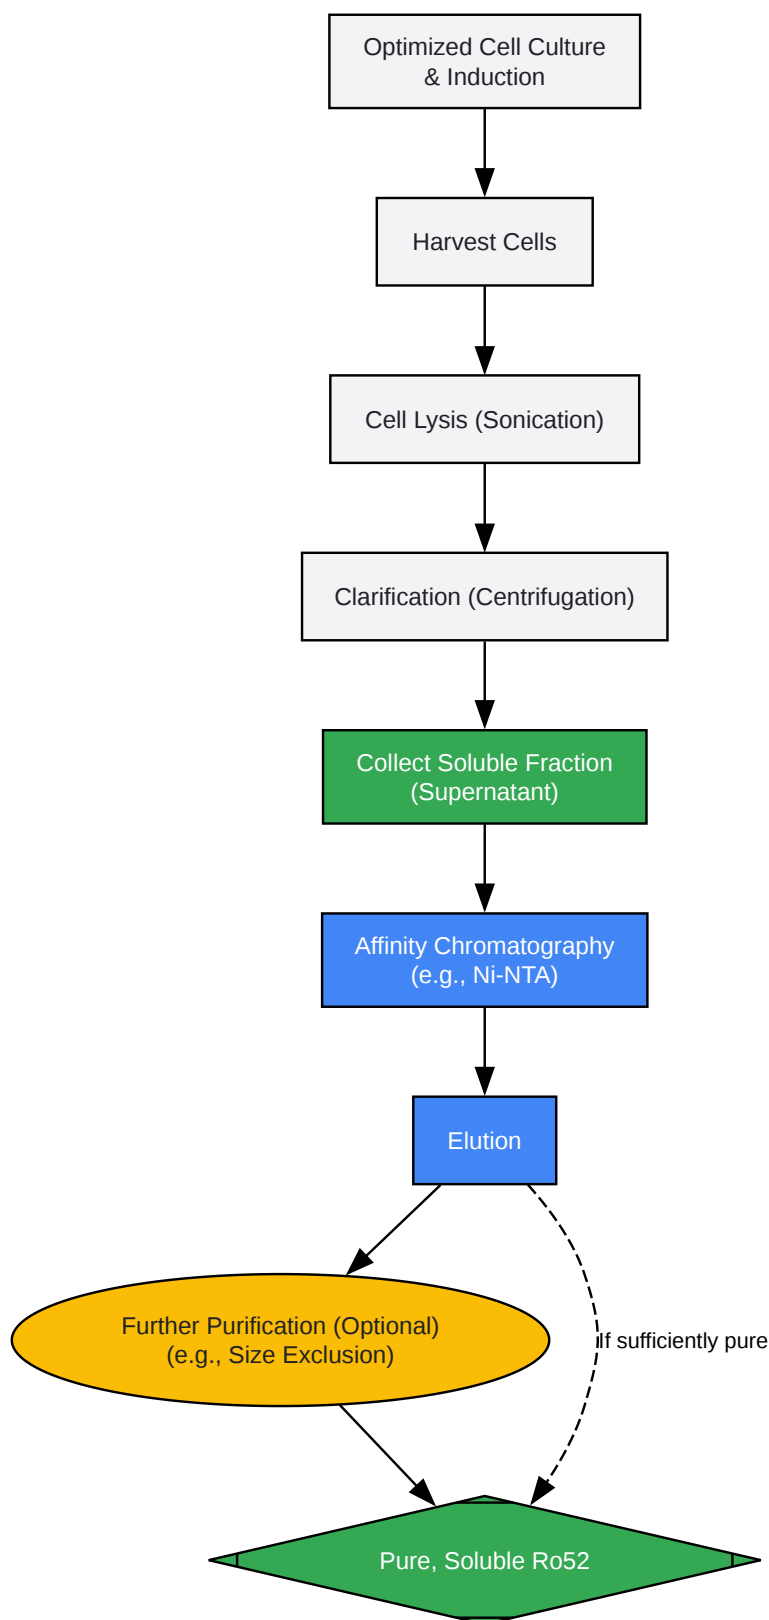 Optimized Cell Culture
& Induction
Harvest Cells
Cell Lysis (Sonication)
Clarification (Centrifugation)
Collect Soluble Fraction
(Supernatant)
Affinity Chromatography
(e.g., Ni-NTA)
Elution
Further Purification (Optional)
(e.g., Size Exclusion)
If sufficiently pure
Pure, Soluble Ro52